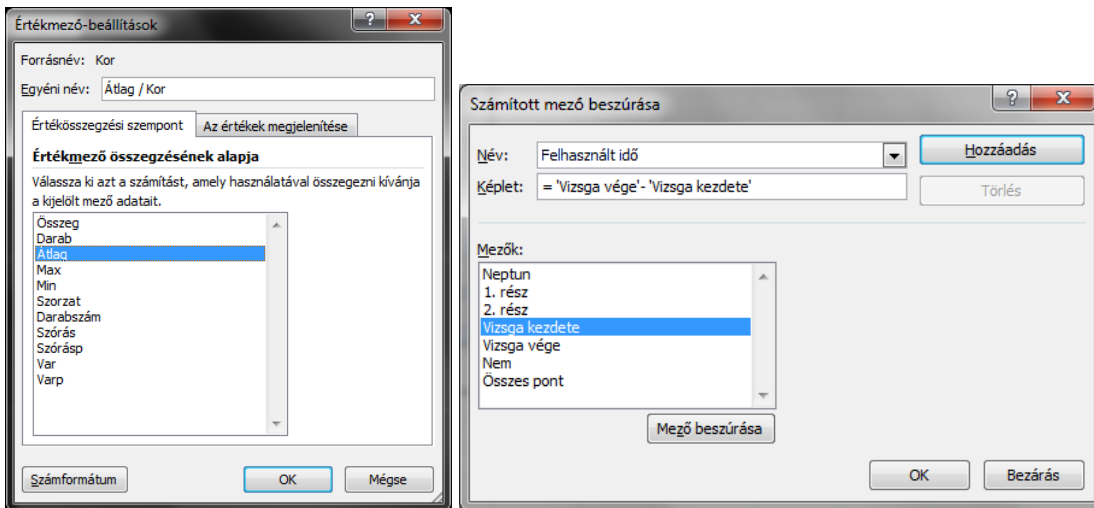 Értékmező-beállítások
Forrásnév: Kor
Egyéni név: Átlag / Kor
Értékösszegzési szempont Az értékek megjelenítése
Értékmező összegzésének alapja
Válassza ki azt a számítást, amely használatával összegezni kívánja
a kijelölt mező adatait.
Összeg
Darab
Átlag
Max
Min
Szorzat
Darabszám
Szórás
Szórásp
Var
Varp
Számformátum OK Mégse
Számított mező beszúrása
Név: Felhasznált idő Hozzáadás
Képlet: = 'Vizsga vége'- 'Vizsga kezdete' Törlés
Mezők:
Neptun
1. rész
2. rész
Vizsga kezdete
Vizsga vége
Nem
Összes pont
Mező beszúrása
OK Bezárás